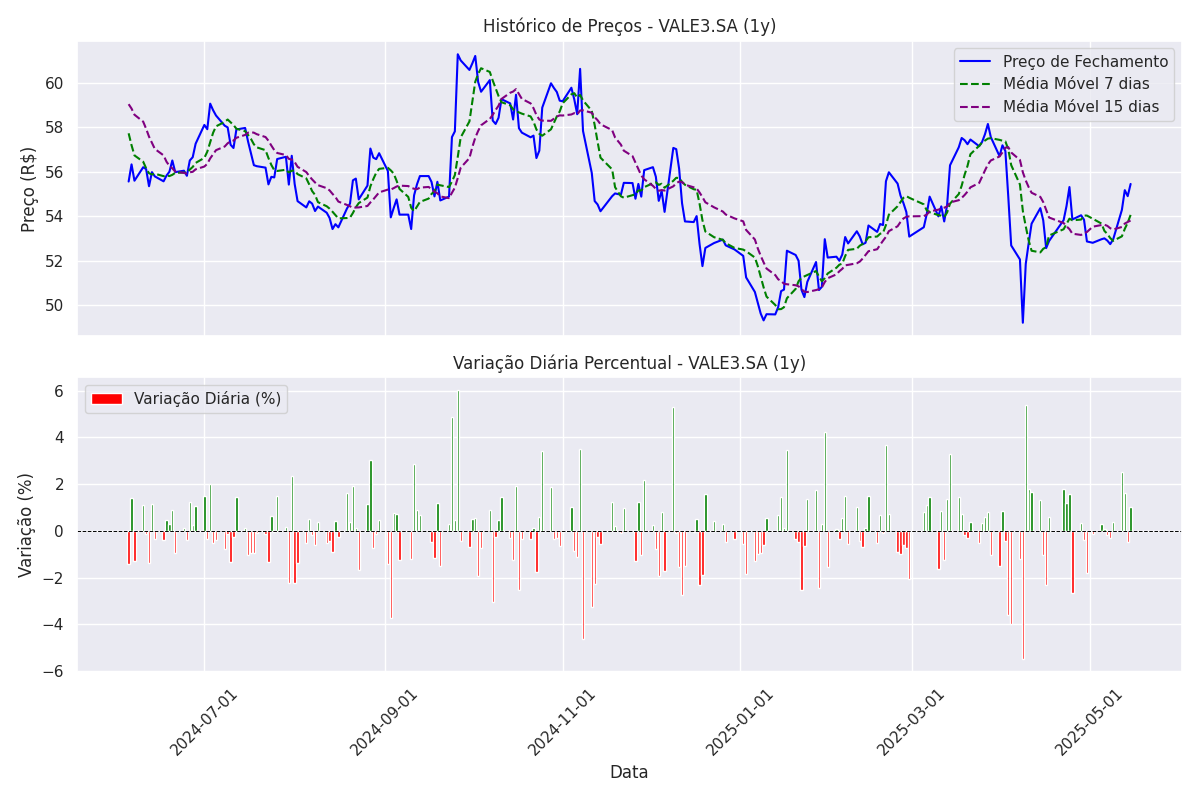 Histórico de Preços - VALE3.SA (1y)
Preço (R$)
60
58
56
54
52
50
Preço de Fechamento
Média Móvel 7 dias
Média Móvel 15 dias
Variação Diária Percentual - VALE3.SA (1y)
Variação (%)
6
4
2
0
−2
−4
−6
Variação Diária (%)
2024-07-01
2024-09-01
2024-11-01
2025-01-01
2025-03-01
2025-05-01
Data